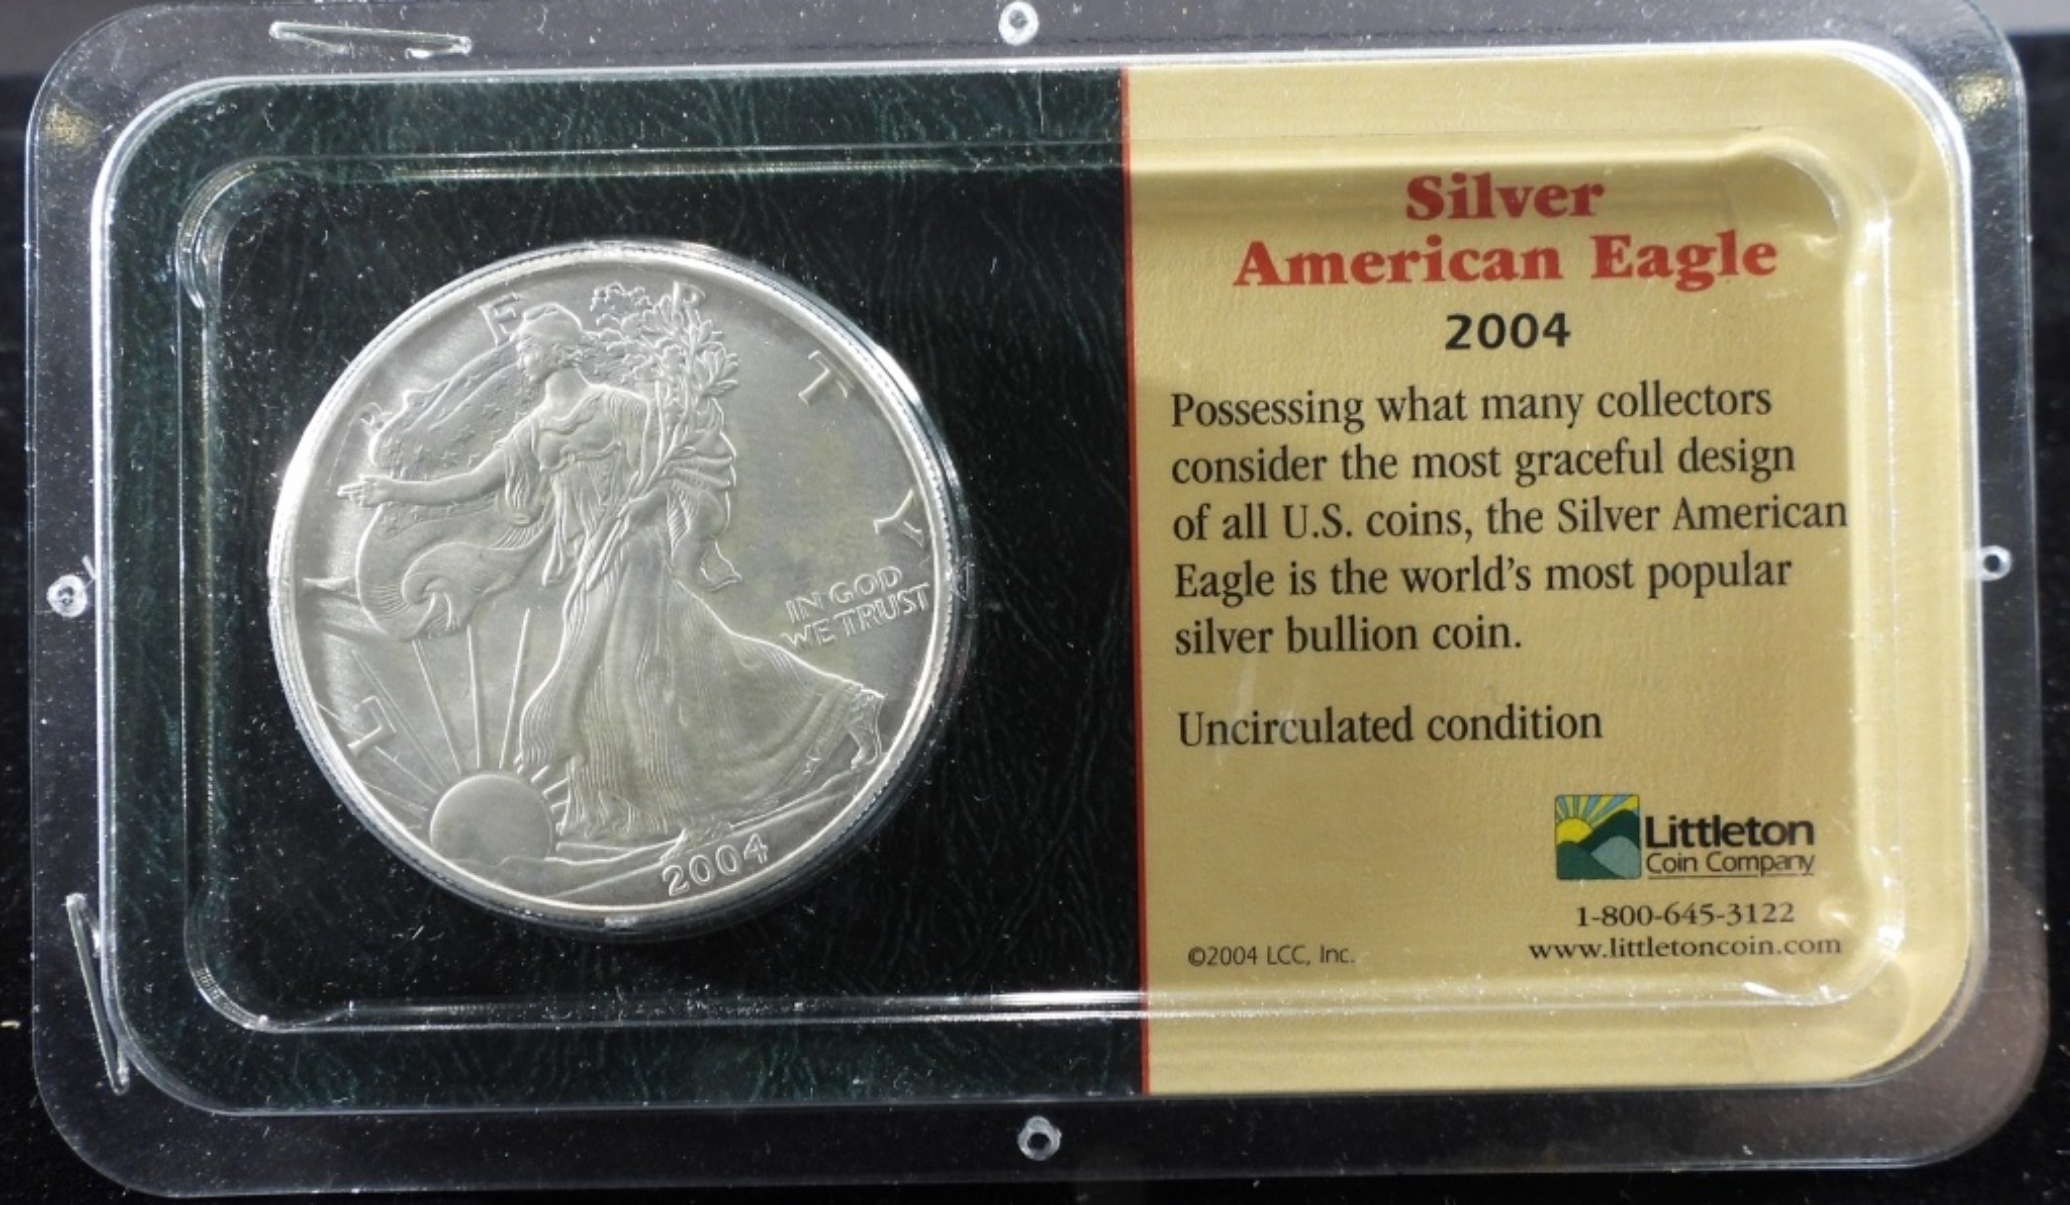 LIBERTY
IN GOD
WE TRUST
2004
Silver
American Eagle
2004
Possessing what many collectors
consider the most graceful design
of all U.S. coins, the Silver American
Eagle is the world's most popular
silver bullion coin.
Uncirculated condition
Littleton
Coin Company
1-800-645-3122
©2004 LCC, Inc.
www.littletoncoin.com